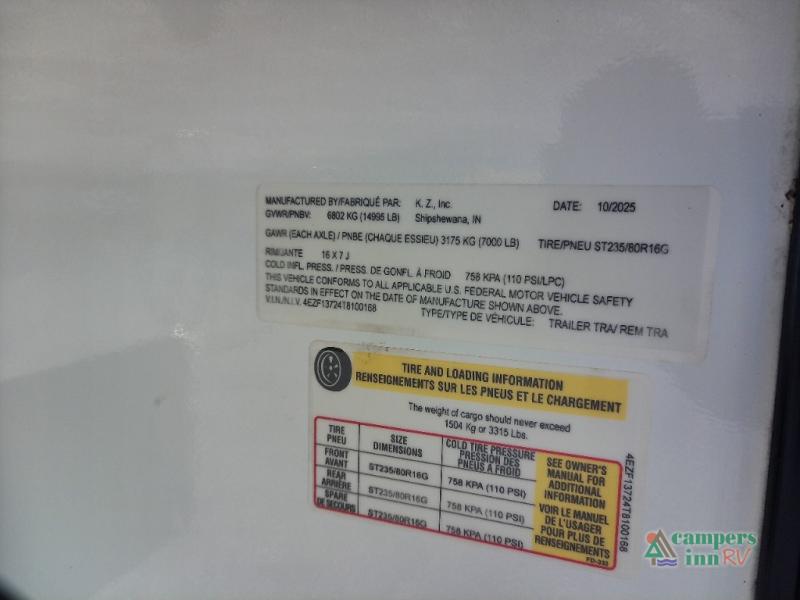 MANUFACTURED BY/FABRIQUÉ PAR: K. Z., Inc. DATE: 10/2025
GVWR/PNBV: 6802 KG (14995 LB) Shipshewana, IN
GAWR (EACH AXLE) / PNBE (CHAQUE ESSIEU) 3175 KG (7000 LB) TIRE/PNEU ST235/80R16G
RIM/JANTE 16 X 7 J
COLD INFL. PRESS. / PRESS. DE GONFL. À FROID 758 KPA (110 PSI/LPC)
THIS VEHICLE CONFORMS TO ALL APPLICABLE U.S. FEDERAL MOTOR VEHICLE SAFETY
STANDARDS IN EFFECT ON THE DATE OF MANUFACTURE SHOWN ABOVE.
V.I.N./N.I.V. 4EZF13724T8100168 TYPE/TYPE DE VÉHICULE: TRAILER TRA/ REM TRA
TIRE AND LOADING INFORMATION
RENSEIGNEMENTS SUR LES PNEUS ET LE CHARGEMENT
The weight of cargo should never exceed
1504 Kg or 3315 Lbs.
TIRE
PNEU
SIZE
DIMENSIONS
COLD TIRE PRESSURE
PRESSION DES
PNEUS A FROID
FRONT
AVANT
ST235/80R16G
758 KPA (110 PSI)
REAR
ARRIÈRE
ST235/80R16G
758 KPA (110 PSI)
SPARE
DE SECOURS
ST235/80R16G
758 KPA (110 PSI)
SEE OWNER'S
MANUAL FOR
ADDITIONAL
INFORMATION
VOIR LE MANUEL
DE L'USAGER
POUR PLUS DE
RENSEIGNEMENTS
4EZF13724T8100168
campers
inn RV